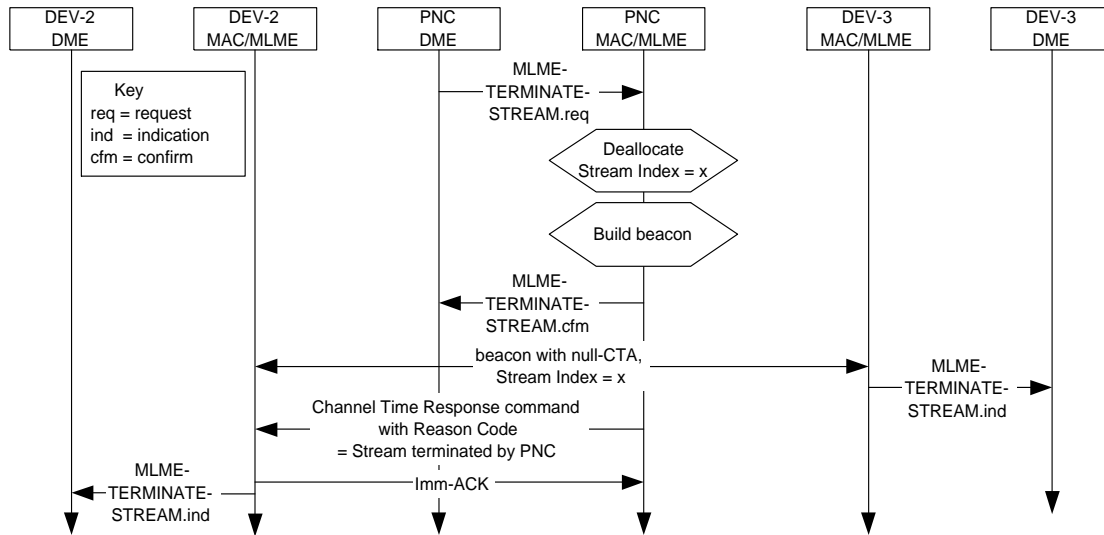 DEV-2
DME
DEV-2
MAC/MLME
PNC
DME
PNC
MAC/MLME
DEV-3
MAC/MLME
DEV-3
DME
Key
req = request
ind = indication
cfm = confirm
MLME-
TERMINATE-
STREAM.req
Deallocate
Stream Index = x
Build beacon
MLME-
TERMINATE-
STREAM.cfm
beacon with null-CTA,
Stream Index = x
MLME-
TERMINATE-
STREAM.ind
Channel Time Response command
with Reason Code
= Stream terminated by PNC
Imm-ACK
MLME-
TERMINATE-
STREAM.ind